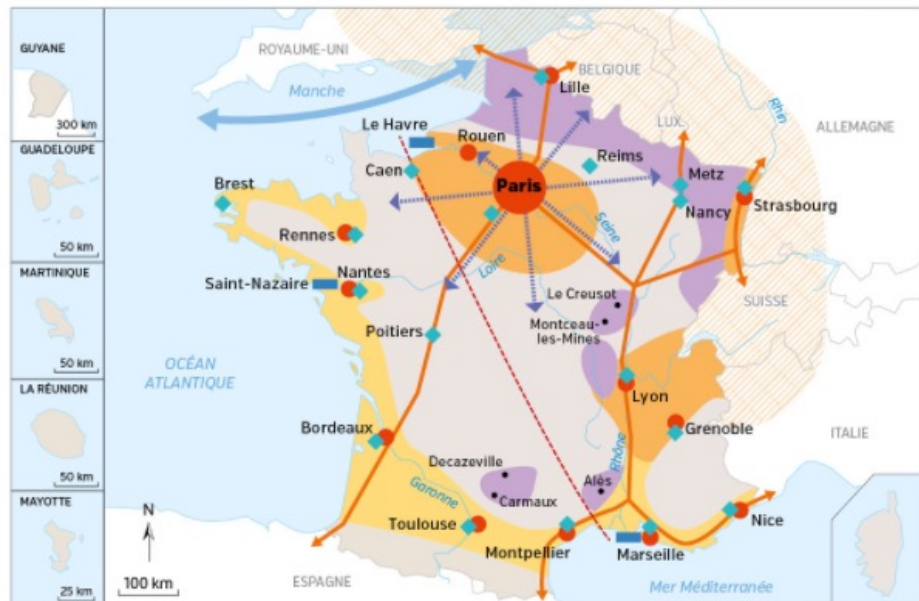 GUYANE
300 km
GUADELOUPE
50 km
MARTINIQUE
50 km
LA RÉUNION
50 km
MAYOTTE
25 km
ROYAUME-UNI
BELGIQUE
Manche
Lille
Rhin
LUX.
ALLEMAGNE
Le Havre
Rouen
Caen
Reims
Metz
Paris
Brest
Nancy
Strasbourg
Rennes
Seine
Loire
Nantes
Saint-Nazaire
Le Creusot
SUISSE
Montceau-
les-Mines
Poitiers
OCÉAN
ATLANTIQUE
Lyon
Bordeaux
Grenoble
ITALIE
Decazeville
Rhône
Alès
Garonne
Carmaux
N
Toulouse
Nice
Montpellier
Marseille
100 km
ESPAGNE
Mer Méditerranée